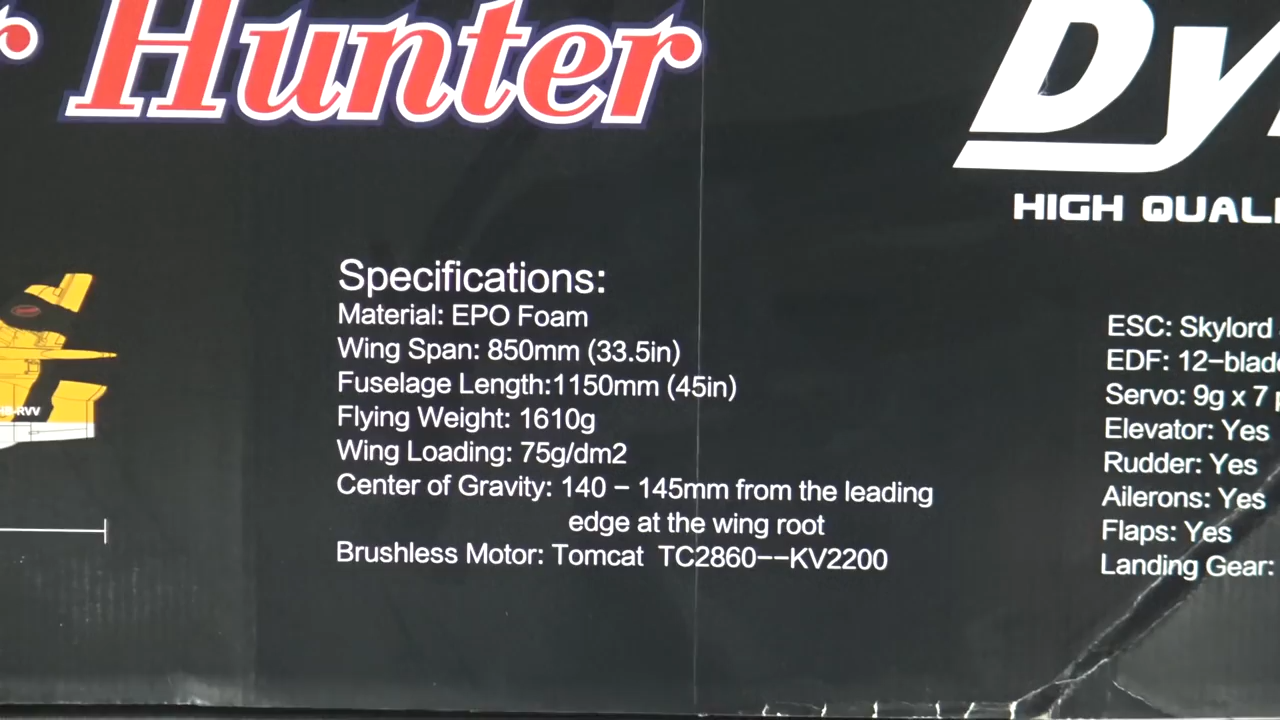 r Hunter
Dy
HIGH QUALI
Specifications:
Material: EPO Foam
Wing Span: 850mm (33.5in)
Fuselage Length:1150mm (45in)
Flying Weight: 1610g
Wing Loading: 75g/dm2
Center of Gravity: 140 – 145mm from the leading
edge at the wing root
Brushless Motor: Tomcat TC2860––KV2200
ESC: Skylord
EDF: 12–blade
Servo: 9g x 7 p
Elevator: Yes
Rudder: Yes
Ailerons: Yes
Flaps: Yes
Landing Gear: